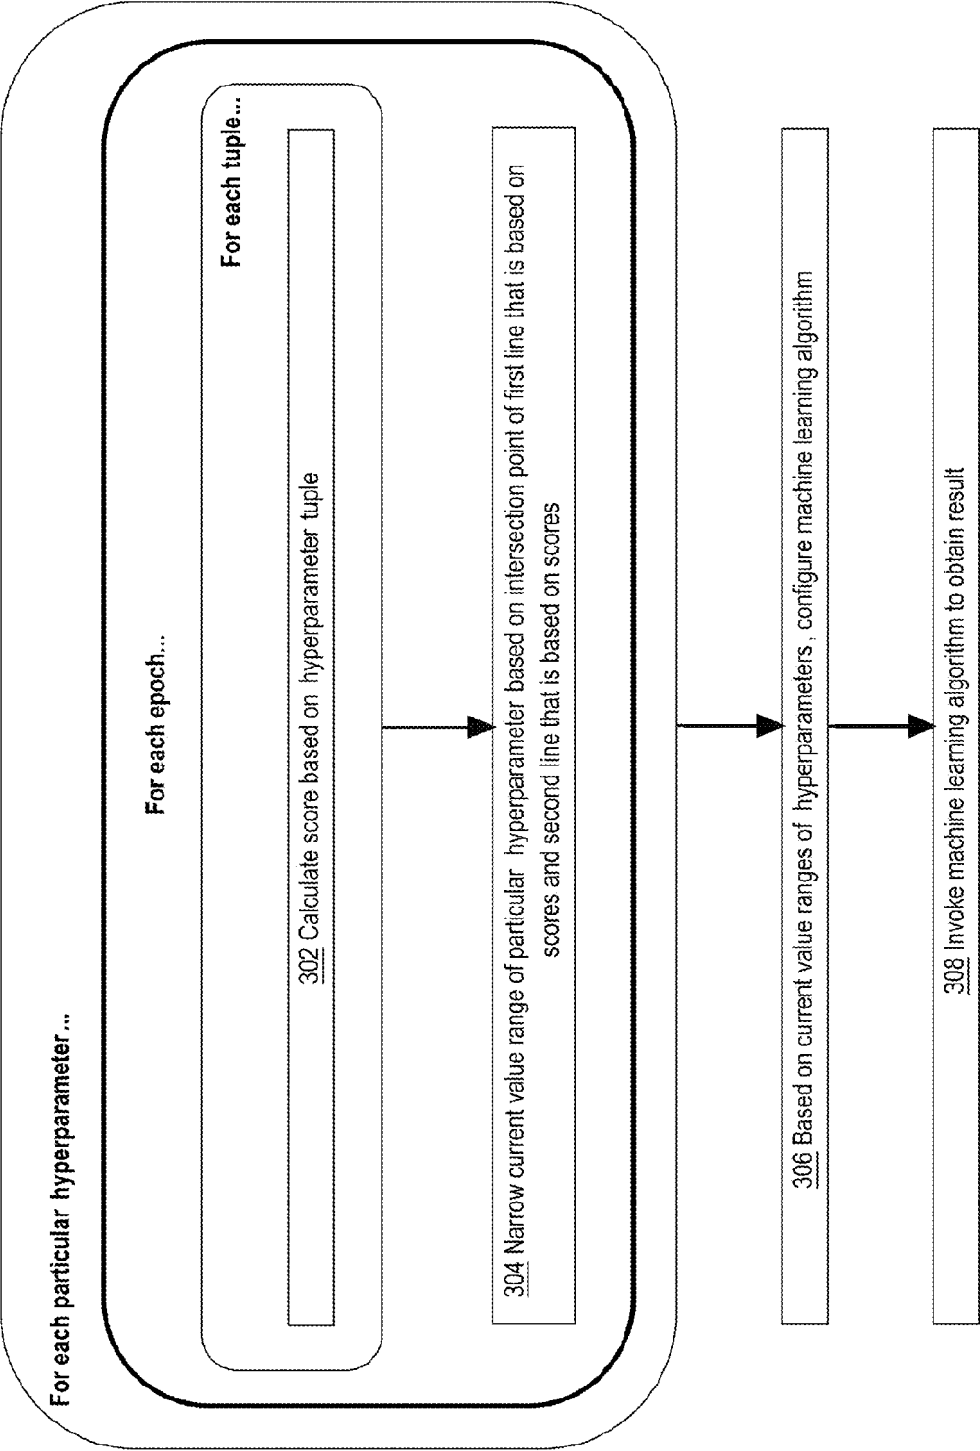 For each particular hyperparameter...
For each epoch...
For each tuple...
302 Calculate score based on hyperparameter tuple
304 Narrow current value range of particular hyperparameter based on intersection point of first line that is based on
scores and second line that is based on scores
306 Based on current value ranges of hyperparameters , configure machine learning algorithm
308 Invoke machine learning algorithm to obtain result